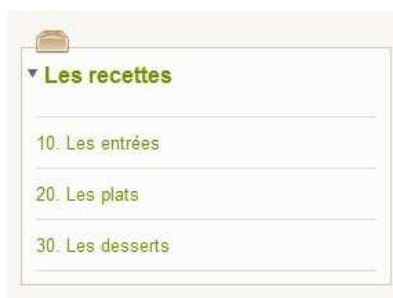 Les recettes
10. Les entrées
20. Les plats
30. Les desserts